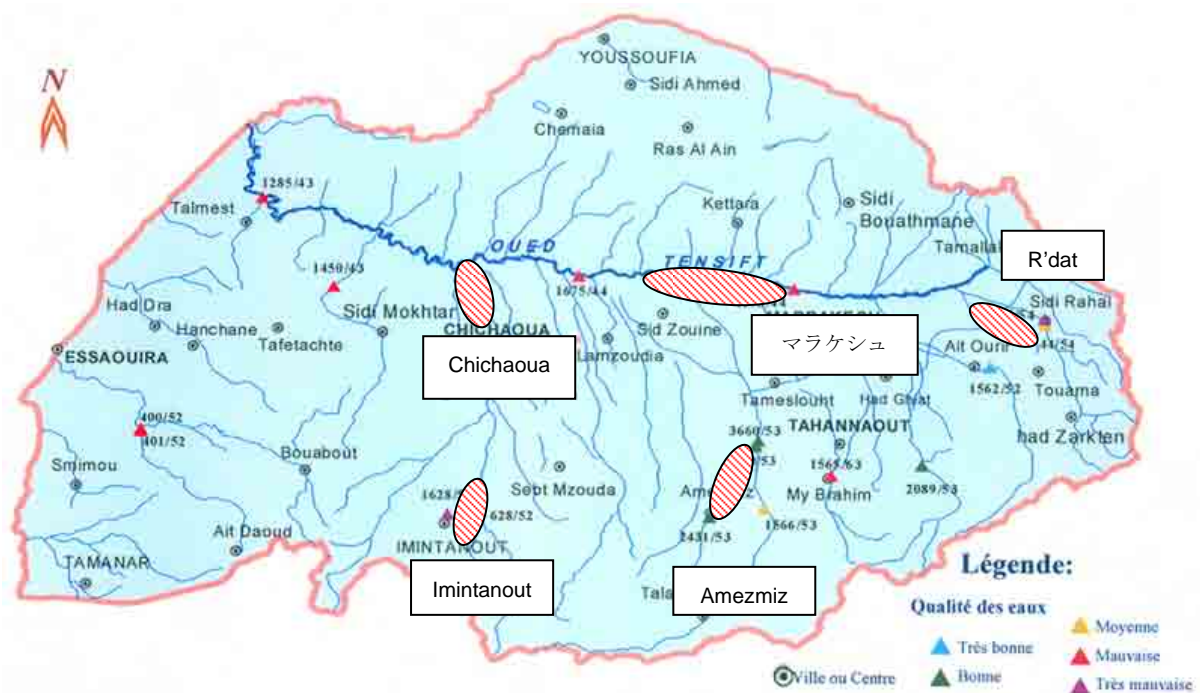 N
YOUSSOUFIA
Sidi Ahmed
Chemaia
Ras Al Ain
1285/43
Talmest
Kettara
Sidi
Bouathmane
OUED
TENSIFT
R'dat
1450/43
1675/44
Had Dra
Sidi Mokhtar
Sidi Rahal
Hanchane
Tafetachte
CHICHAOUA
Sid Zouine
ESSAOUIRA
Chichaoua
Lamzoudia
マラケシュ
Ait Ourir
Tameslouht
Had Ghiat
1562/52
Touama
400/52
401/52
3660/53
TAHANNAOUT
had Zarkten
Bouabout
Smimou
Sebt Mzouda
1565/63
My Brahim
2089/53
628/52
1566/53
Ait Daoud
IMINTANOUT
2431/53
TAMANAR
Imintanout
Amezmiz
Légende:
Qualité des eaux
Très bonne
Bonne
Moyenne
Mauvaise
Très mauvaise
Ville ou Centre